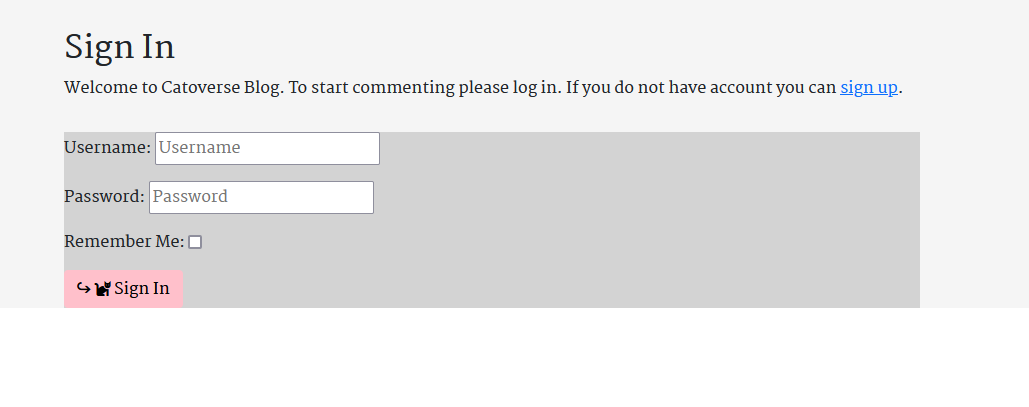 Sign In
Welcome to Catoverse Blog. To start commenting please log in. If you do not have account you can sign up.
Username: Username
Password: Password
Remember Me:
Sign In